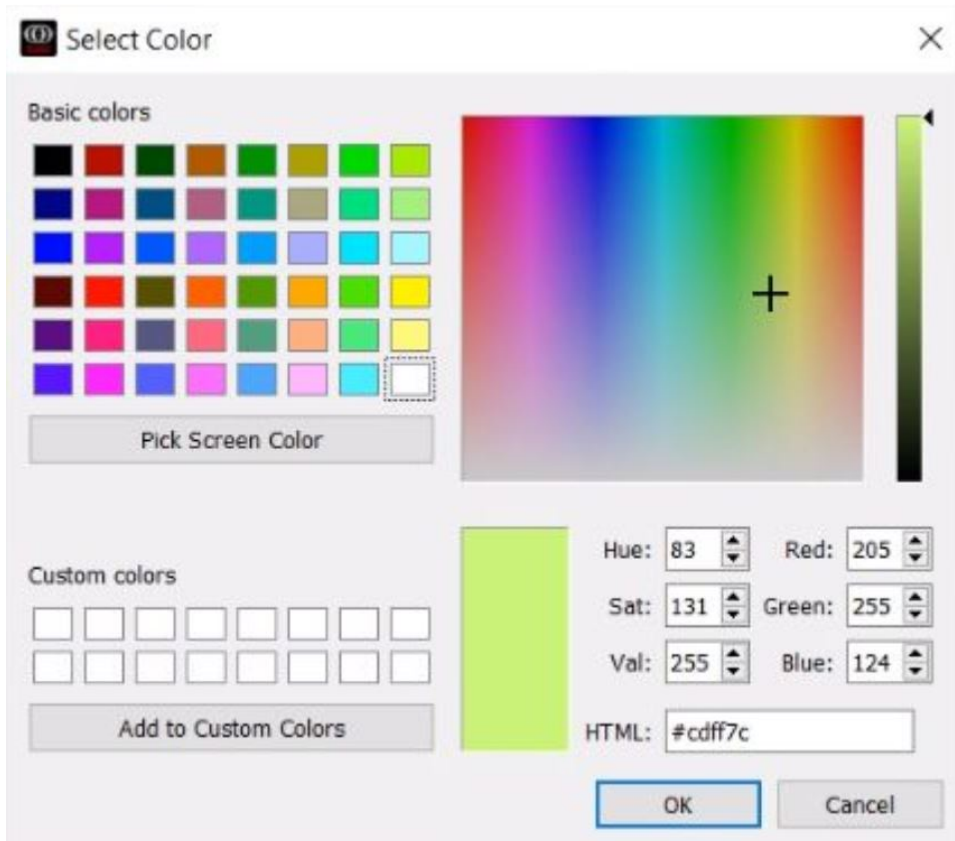 Select Color
Basic colors
Pick Screen Color
Custom colors
Add to Custom Colors
Hue: 83 Red: 205
Sat: 131 Green: 255
Val: 255 Blue: 124
HTML: #cdff7c
OK Cancel